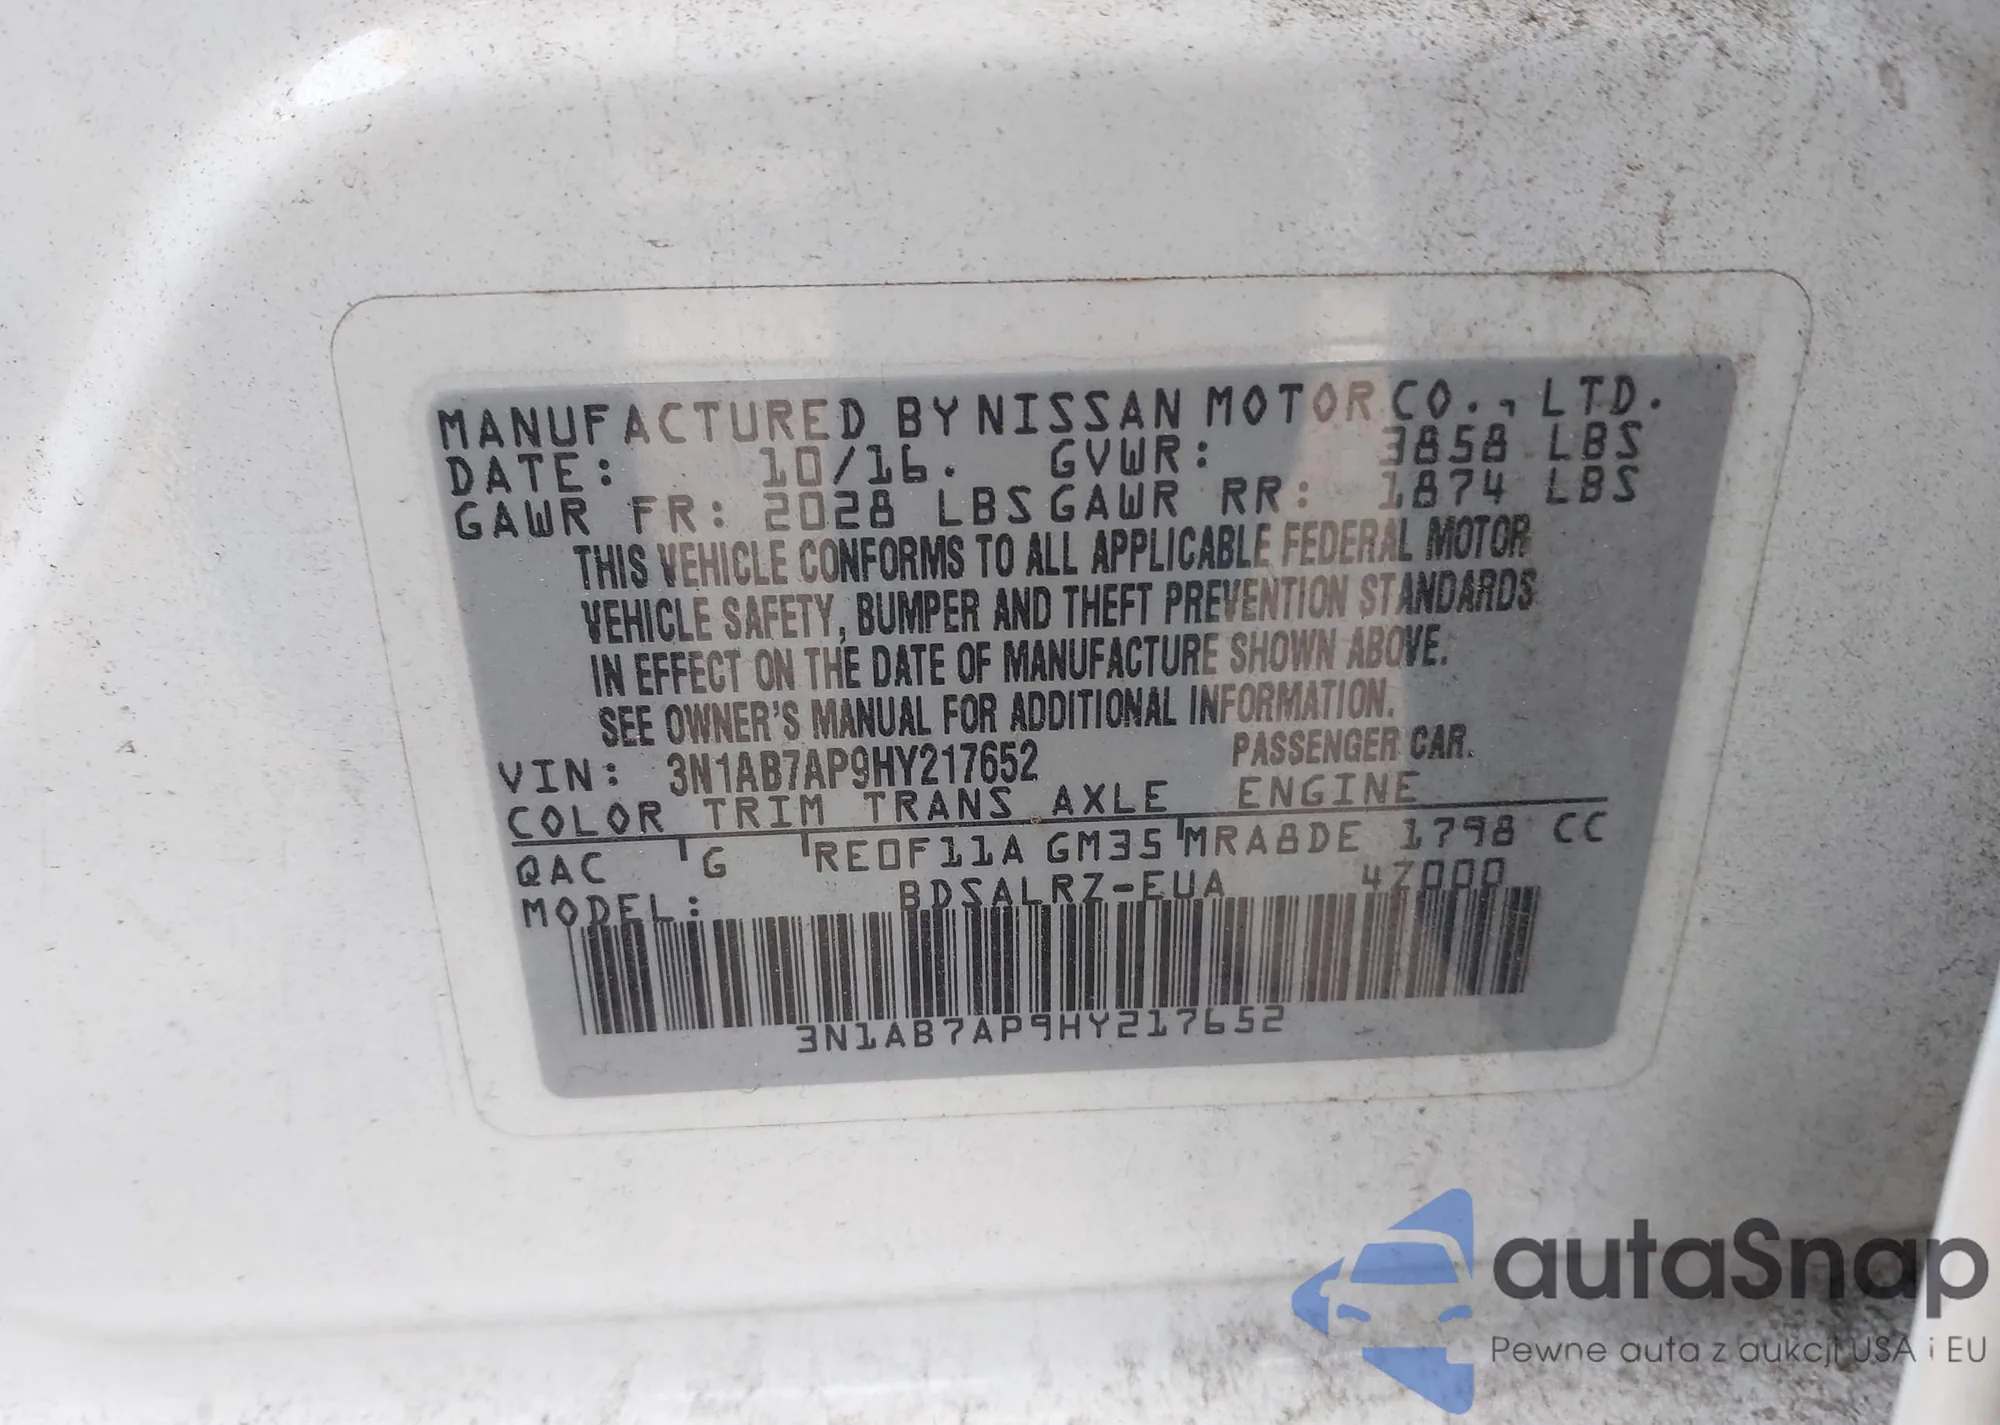 MANUFACTURED BY NISSAN MOTOR CO., LTD.
DATE: 10/16. GVWR: 3858 LBS
GAWR FR: 2028 LBS GAWR RR: 1874 LBS
THIS VEHICLE CONFORMS TO ALL APPLICABLE FEDERAL MOTOR
VEHICLE SAFETY, BUMPER AND THEFT PREVENTION STANDARDS
IN EFFECT ON THE DATE OF MANUFACTURE SHOWN ABOVE.
SEE OWNER'S MANUAL FOR ADDITIONAL INFORMATION.
VIN: 3N1AB7AP9HY217652 PASSENGER CAR.
COLOR TRIM TRANS AXLE ENGINE
QAC G RE0F11A GM35 MRA8DE 1798 CC
MODEL: BDSALRZ-EUA 4Z000
3N1AB7AP9HY217652
autaSnap
Pewne auta z aukcji USA i EU